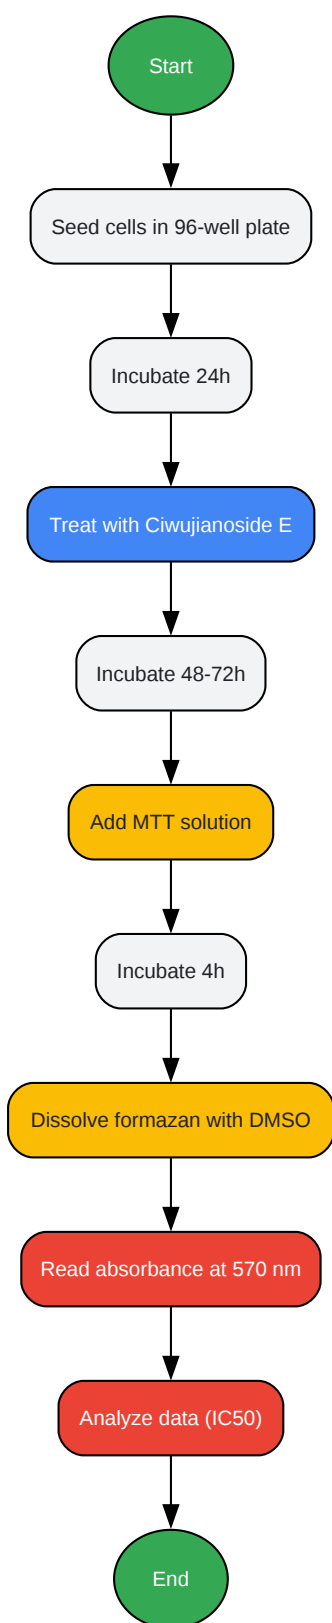 Start
Seed cells in 96-well plate
Incubate 24h
Treat with Ciwujianoside E
Incubate 48-72h
Add MTT solution
Incubate 4h
Dissolve formazan with DMSO
Read absorbance at 570 nm
Analyze data (IC50)
End